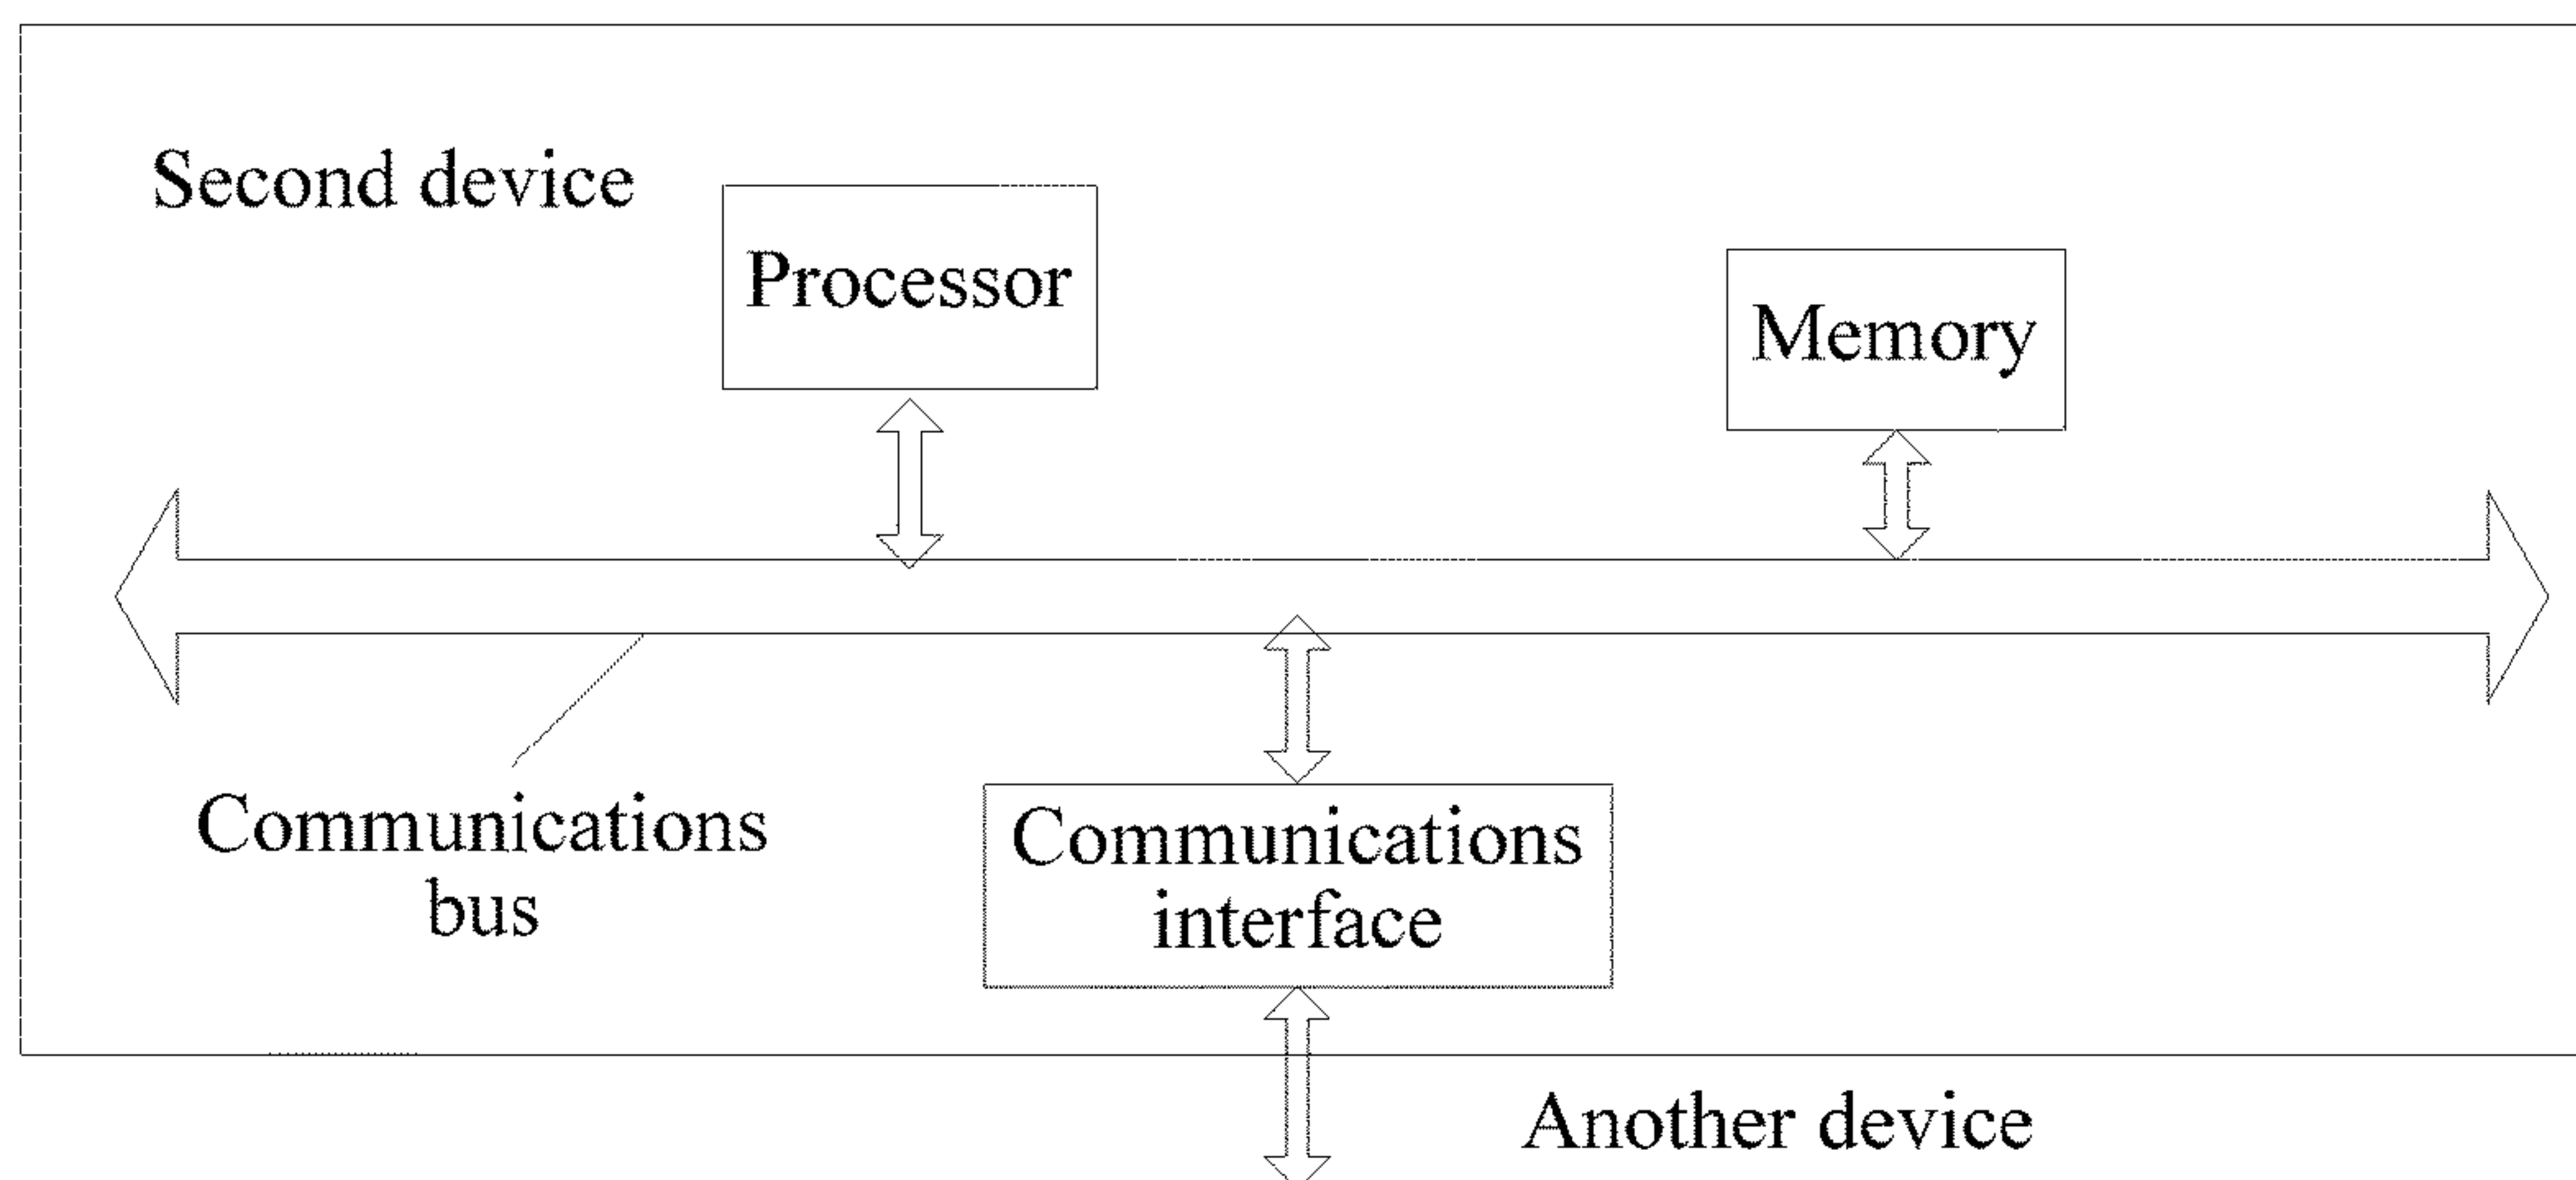 Second device
Processor
Memory
Communications
bus
Communications
interface
Another device